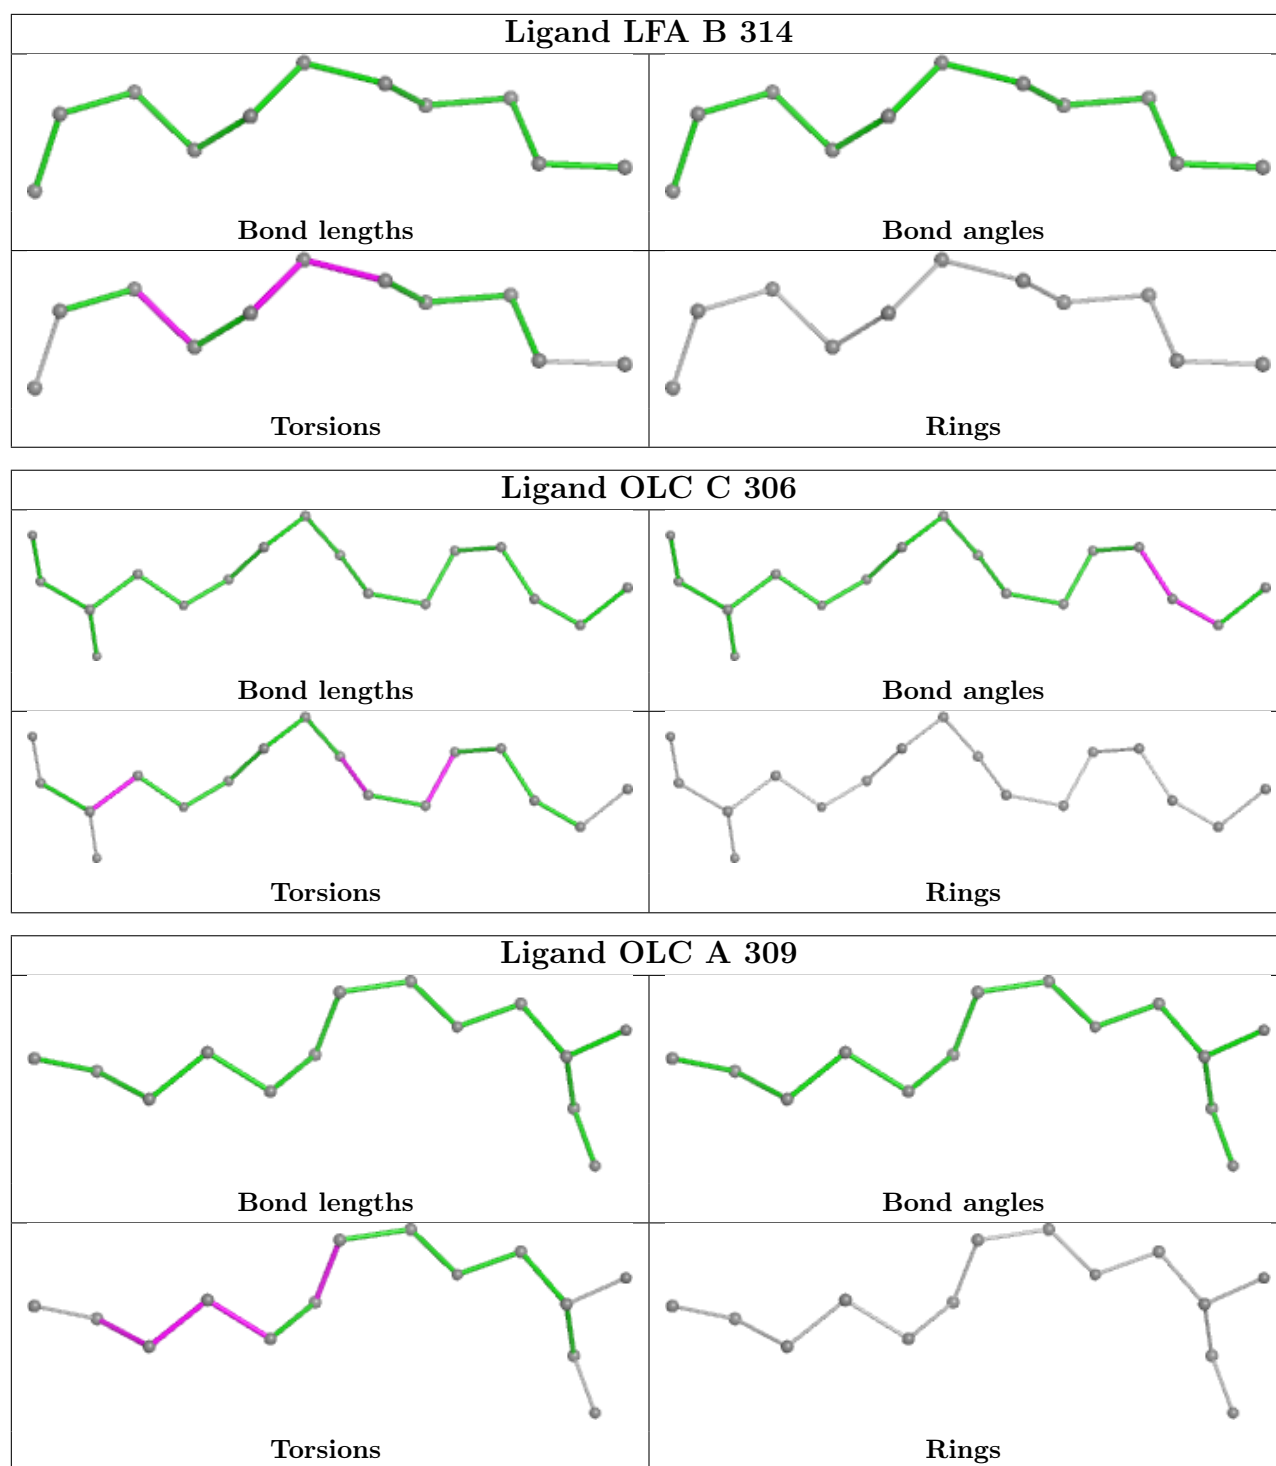 Ligand LFA B 314
Bond lengths
Bond angles
Torsions
Rings
Ligand OLC C 306
Bond lengths
Bond angles
Torsions
Rings
Ligand OLC A 309
Bond lengths
Bond angles
Torsions
Rings